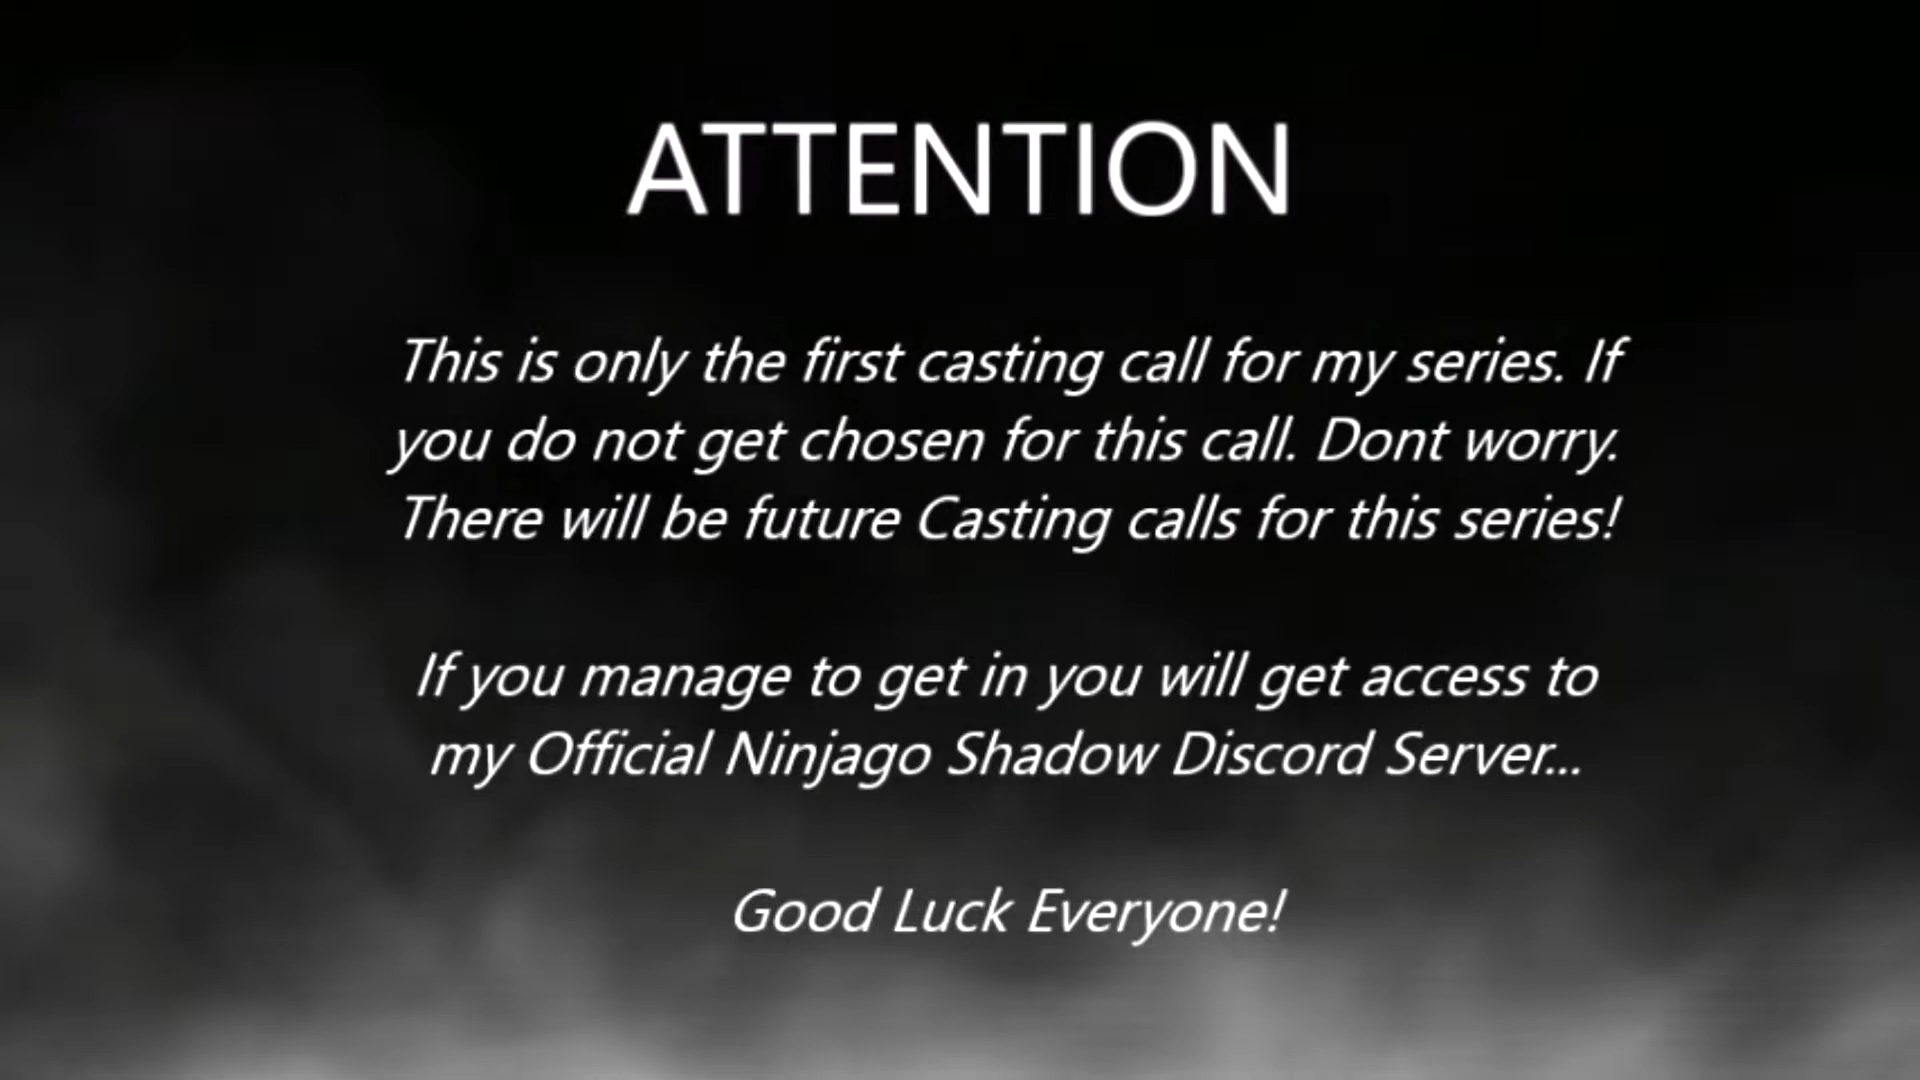 ATTENTION
This is only the first casting call for my series. If
you do not get chosen for this call. Dont worry.
There will be future Casting calls for this series!
If you manage to get in you will get access to
my Official Ninjago Shadow Discord Server...
Good Luck Everyone!